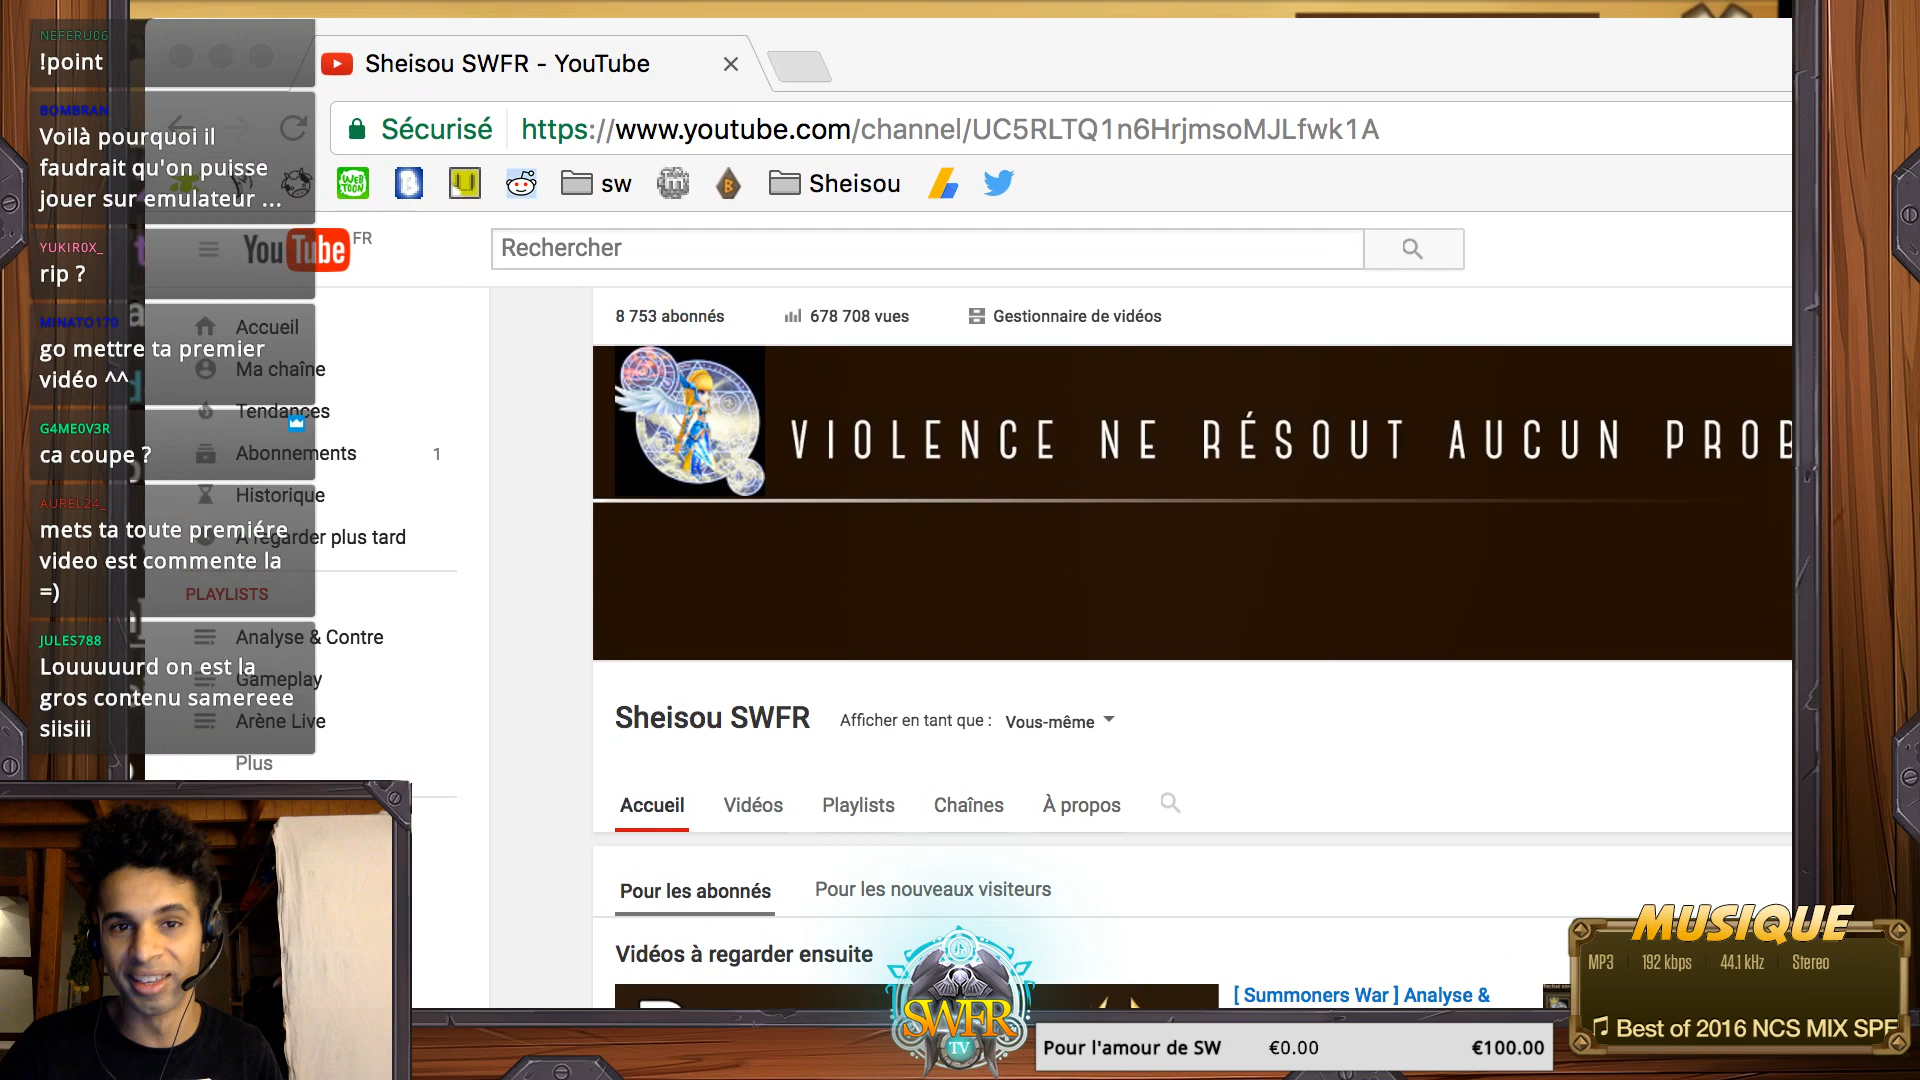 NEFERU06
!point
BOMBRAN
Voilà pourquoi il
faudrait qu'on puisse
jouer sur emulateur ...
YUKIR0X_
rip ?
MINATO170
go mettre ta premier
vidéo ^^
G4ME0V3R
ca coupe ?
AUREL24_
mets ta toute premiére
video est commente la
=)
JULES788
Louuuuurd on est la
gros contenu samereee
siisiii
Sheisou SWFR - YouTube
Sécurisé https://www.youtube.com/channel/UC5RLTQ1n6HrjmsoMJLfwk1A
WEB TOON
sw
Sheisou
YouTube FR
Rechercher
Accueil
Ma chaîne
Tendances
Abonnements 1
Historique
À regarder plus tard
PLAYLISTS
Analyse & Contre
Gameplay
Arène Live
Plus
8 753 abonnés 678 708 vues Gestionnaire de vidéos
VIOLENCE NE RÉSOUT AUCUN PROB
Sheisou SWFR Afficher en tant que : Vous-même
Accueil Vidéos Playlists Chaînes À propos
Pour les abonnés Pour les nouveaux visiteurs
Vidéos à regarder ensuite
[ Summoners War ] Analyse &
SWFR
TV
Pour l'amour de SW €0.00 €100.00
MUSIQUE
MP3 192 kbps 44.1 kHz Stereo
Best of 2016 NCS MIX SPE